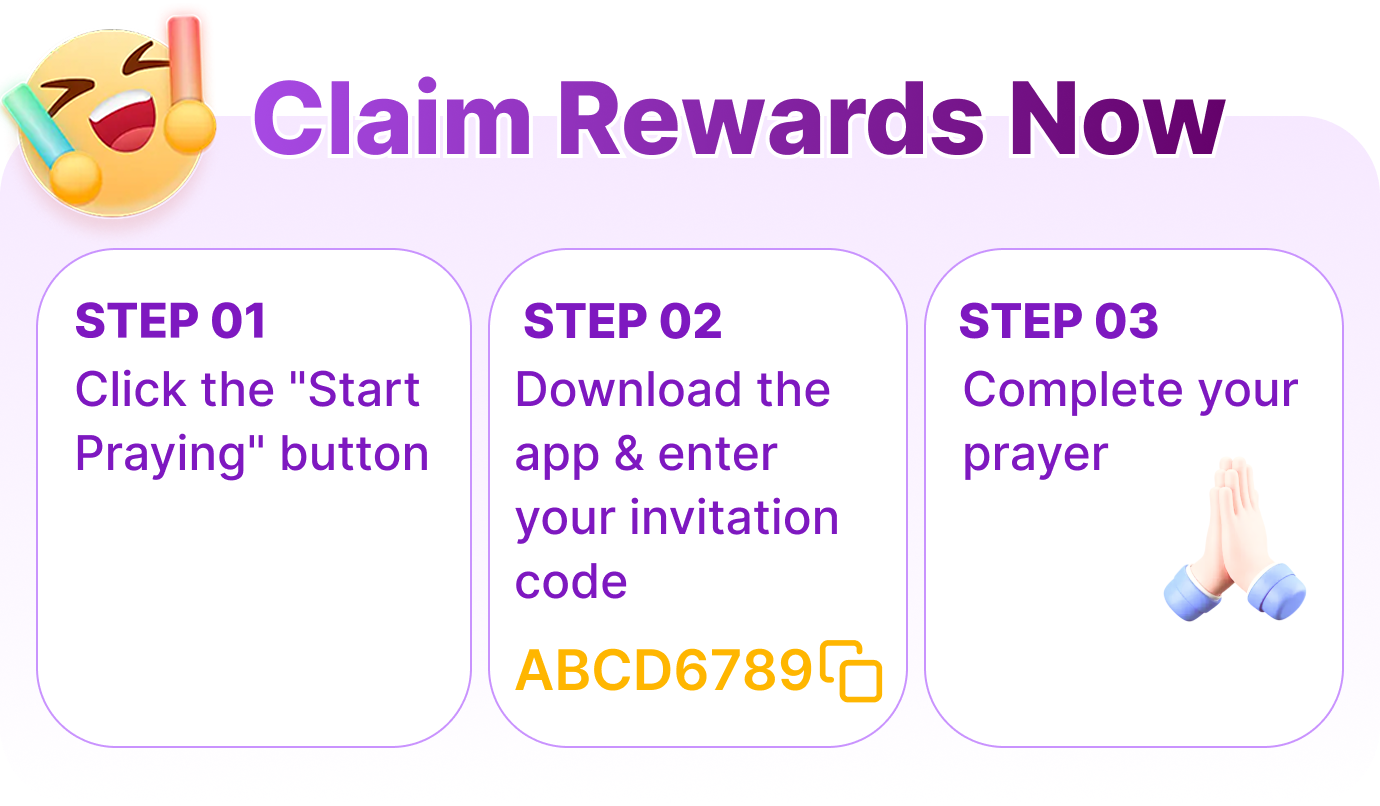 Claim Rewards Now
STEP 01
Click the "Start
Praying" button
STEP 02
Download the
app & enter
your invitation
code
ABCD6789
STEP 03
Complete your
prayer